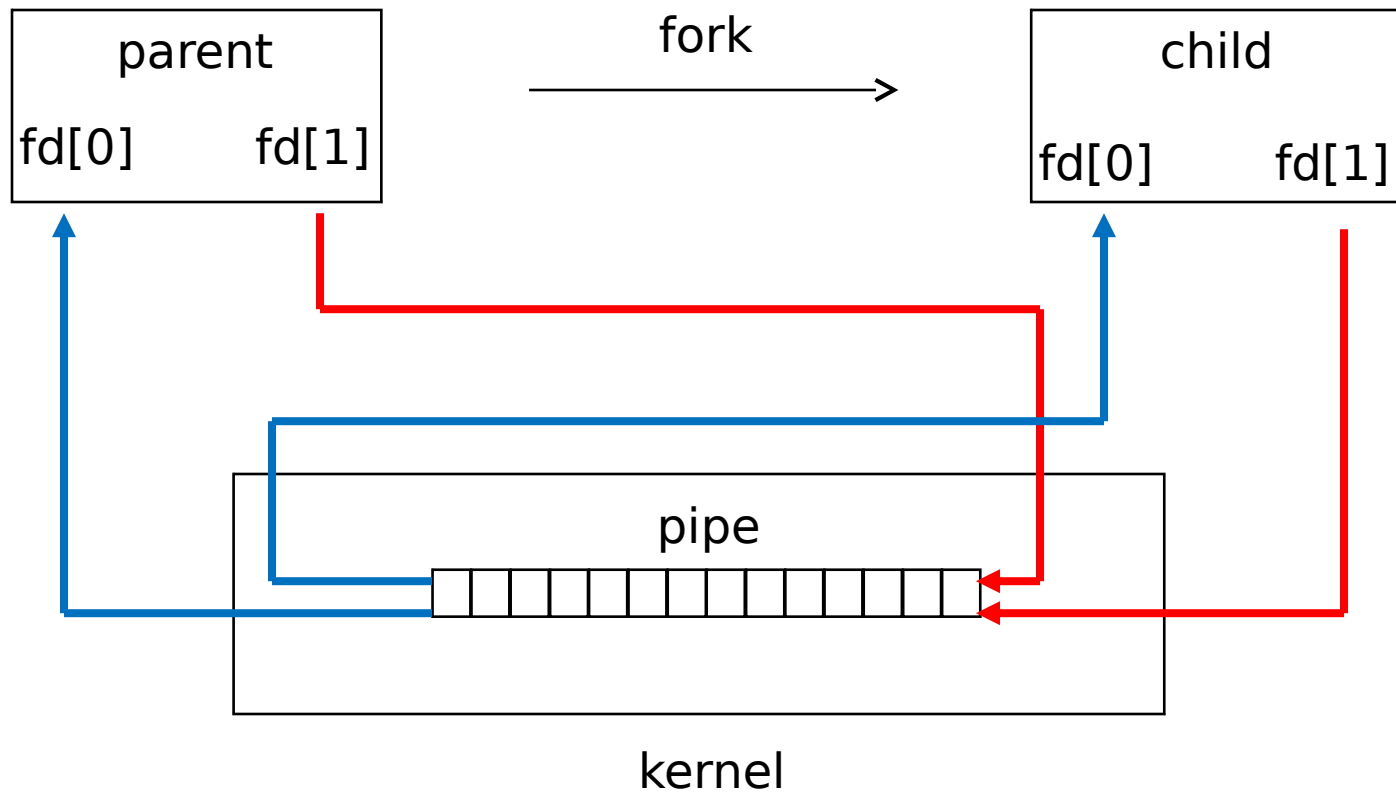 parent
fd[0] fd[1]
fork
child
fd[0] fd[1]
pipe
kernel